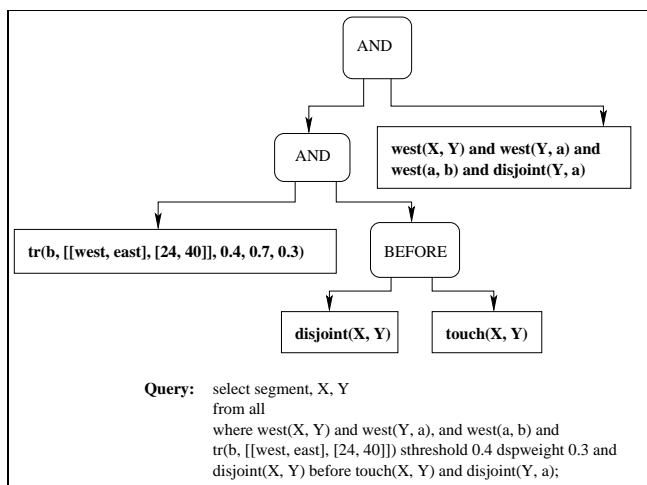 AND
AND
west(X, Y) and west(Y, a) and
west(a, b) and disjoint(Y, a)
tr(b, [[west, east], [24, 40]], 0.4, 0.7, 0.3)
BEFORE
disjoint(X, Y)
touch(X, Y)
Query: select segment, X, Y
from all
where west(X, Y) and west(Y, a), and west(a, b) and
tr(b, [[west, east], [24, 40]]) sthreshold 0.4 dspweight 0.3 and
disjoint(X, Y) before touch(X, Y) and disjoint(Y, a);